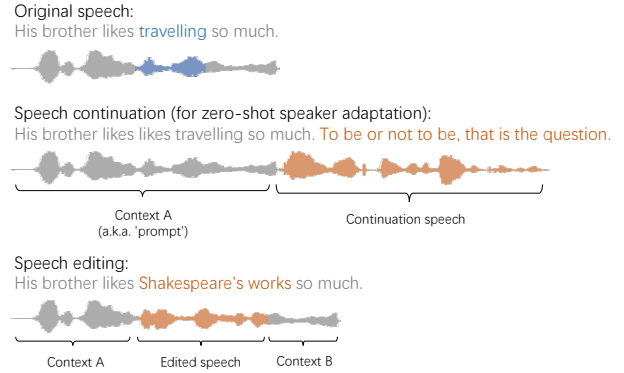 Original speech:
His brother likes travelling so much.
Speech continuation (for zero-shot speaker adaptation):
His brother likes likes travelling so much. To be or not to be, that is the question.
Context A
(a.k.a. 'prompt')
Continuation speech
Speech editing:
His brother likes Shakespeare's works so much.
Context A
Edited speech
Context B